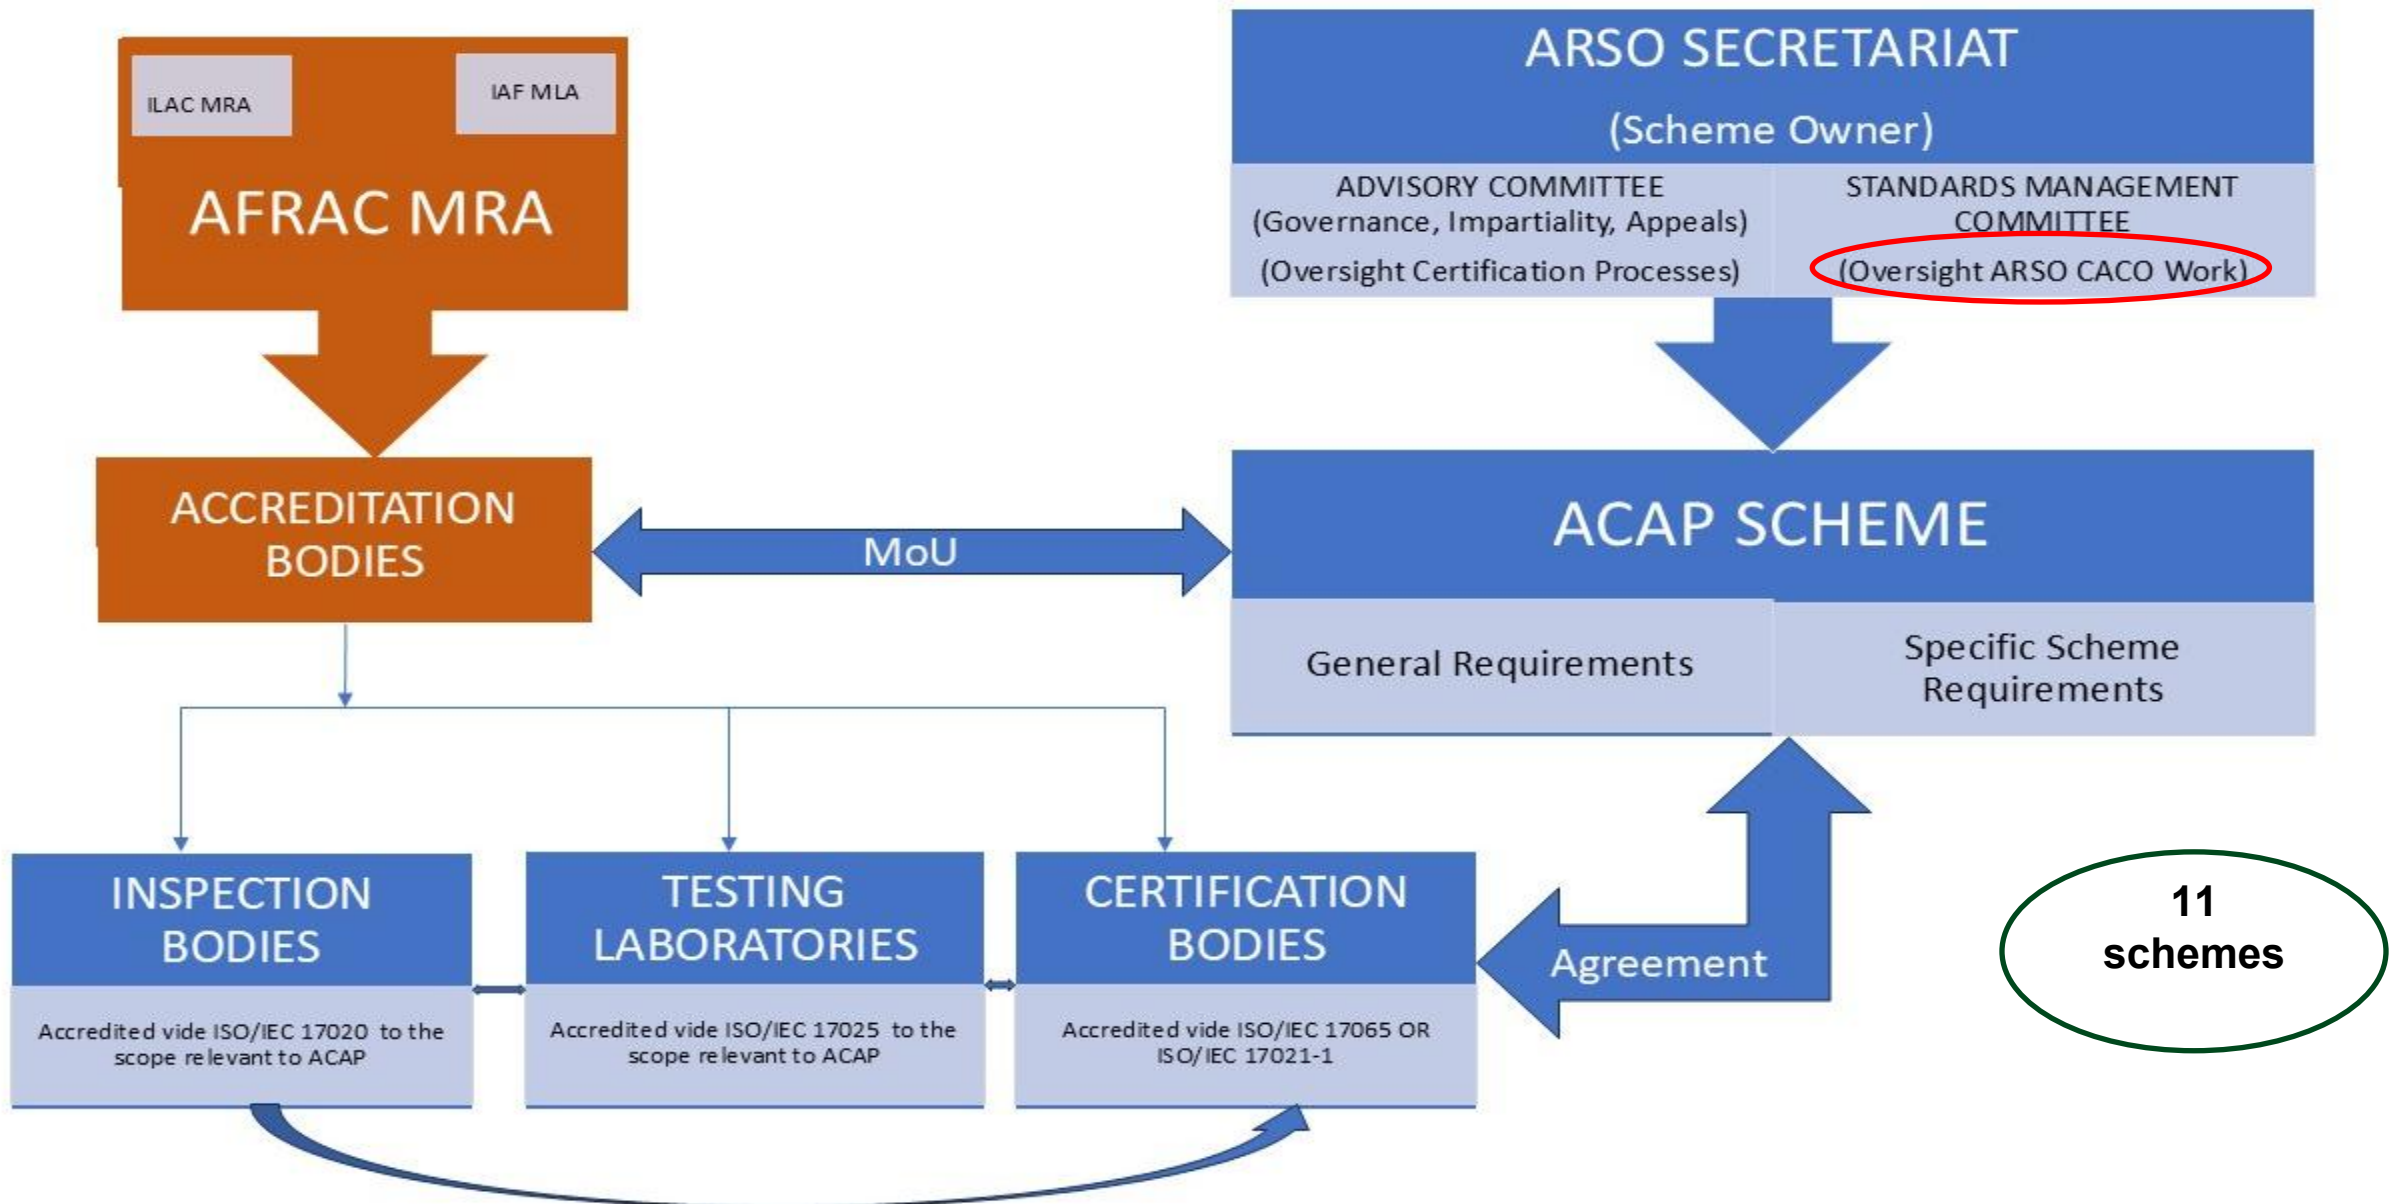 ILAC MRA
IAF MLA
AFRAC MRA
ARSO SECRETARIAT
(Scheme Owner)
ADVISORY COMMITTEE
(Governance, Impartiality, Appeals)
(Oversight Certification Processes)
STANDARDS MANAGEMENT
COMMITTEE
(Oversight ARSO CACO Work)
ACCREDITATION
BODIES
MoU
ACAP SCHEME
General Requirements
Specific Scheme
Requirements
INSPECTION
BODIES
Accredited vide ISO/IEC 17020 to the
scope relevant to ACAP
TESTING
LABORATORIES
Accredited vide ISO/IEC 17025 to the
scope relevant to ACAP
CERTIFICATION
BODIES
Accredited vide ISO/IEC 17065 OR
ISO/IEC 17021-1
Agreement
11
schemes